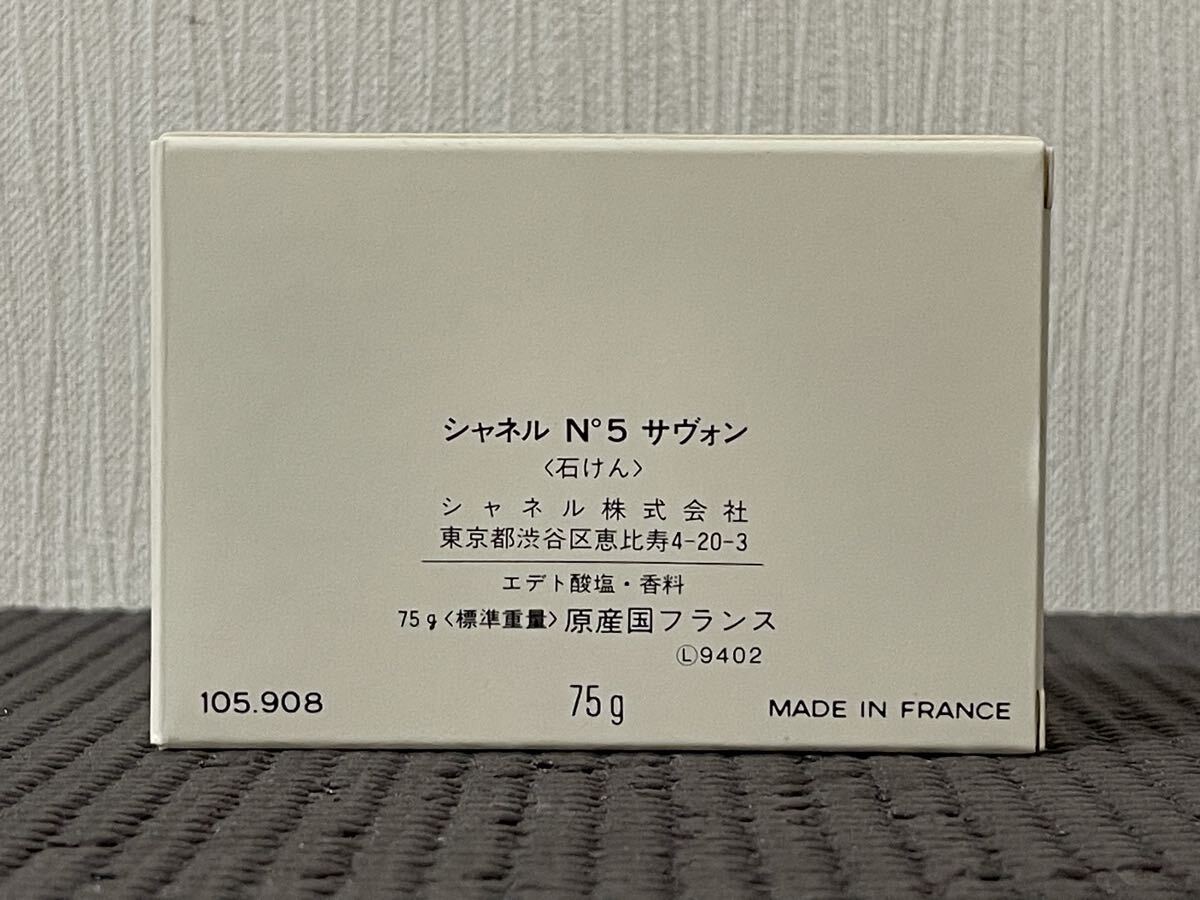 シャネル N°5 サヴォン
〈石けん〉
シャネル株式会社
東京都渋谷区恵比寿4-20-3
エデト酸塩・香料
75g〈標準重量〉原産国フランス
Ⓛ9402
105.908 75g MADE IN FRANCE